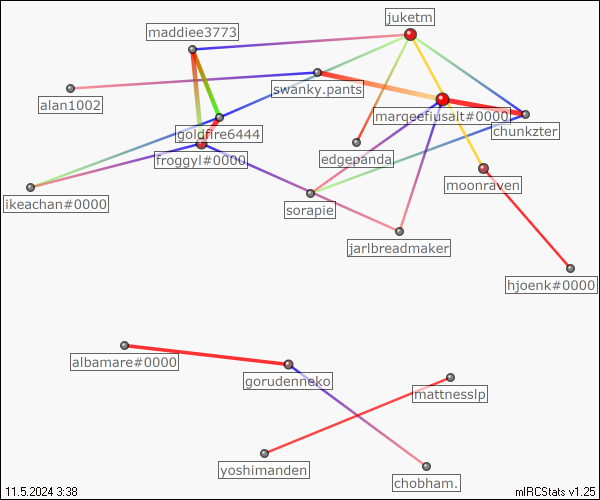 juketm
maddiee3773
swanky.pants
alan1002
marqeefiusalt#0000
chunkzter
goldfire6444
froggyl#0000
edgepanda
moonraven
ikeachan#0000
sorapie
jarlbreadmaker
hjoenk#0000
albamare#0000
gorudenneko
mattnesslp
yoshimanden
chobham.
11.5.2024 3:38
mIRCStats v1.25